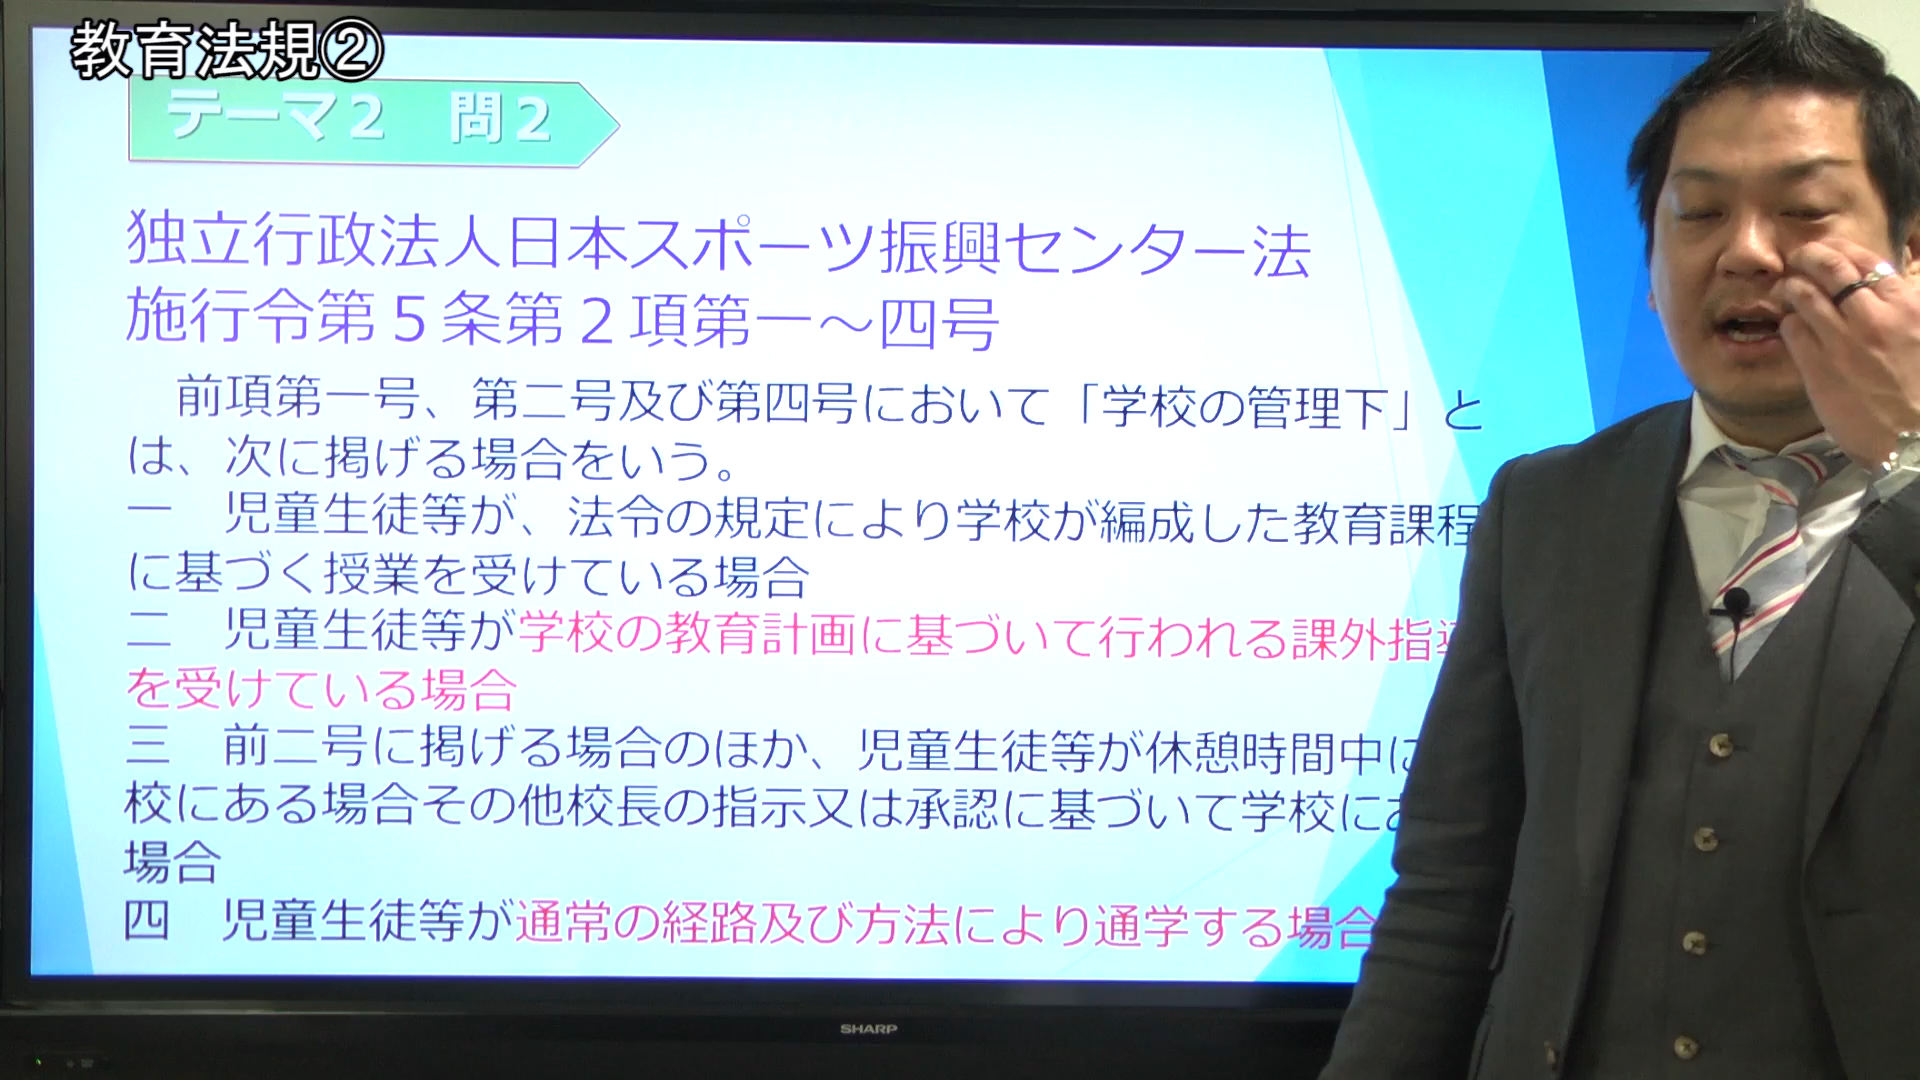 教育法規②
テーマ２　問２
独立行政法人日本スポーツ振興センター法
施行令第５条第２項第一～四号
前項第一号、第二号及び第四号において「学校の管理下」と
は、次に掲げる場合をいう。
一　児童生徒等が、法令の規定により学校が編成した教育課程
に基づく授業を受けている場合
二　児童生徒等が学校の教育計画に基づいて行われる課外指導
を受けている場合
三　前二号に掲げる場合のほか、児童生徒等が休憩時間中に
校にある場合その他校長の指示又は承認に基づいて学校にあ
場合
四　児童生徒等が通常の経路及び方法により通学する場合
SHARP